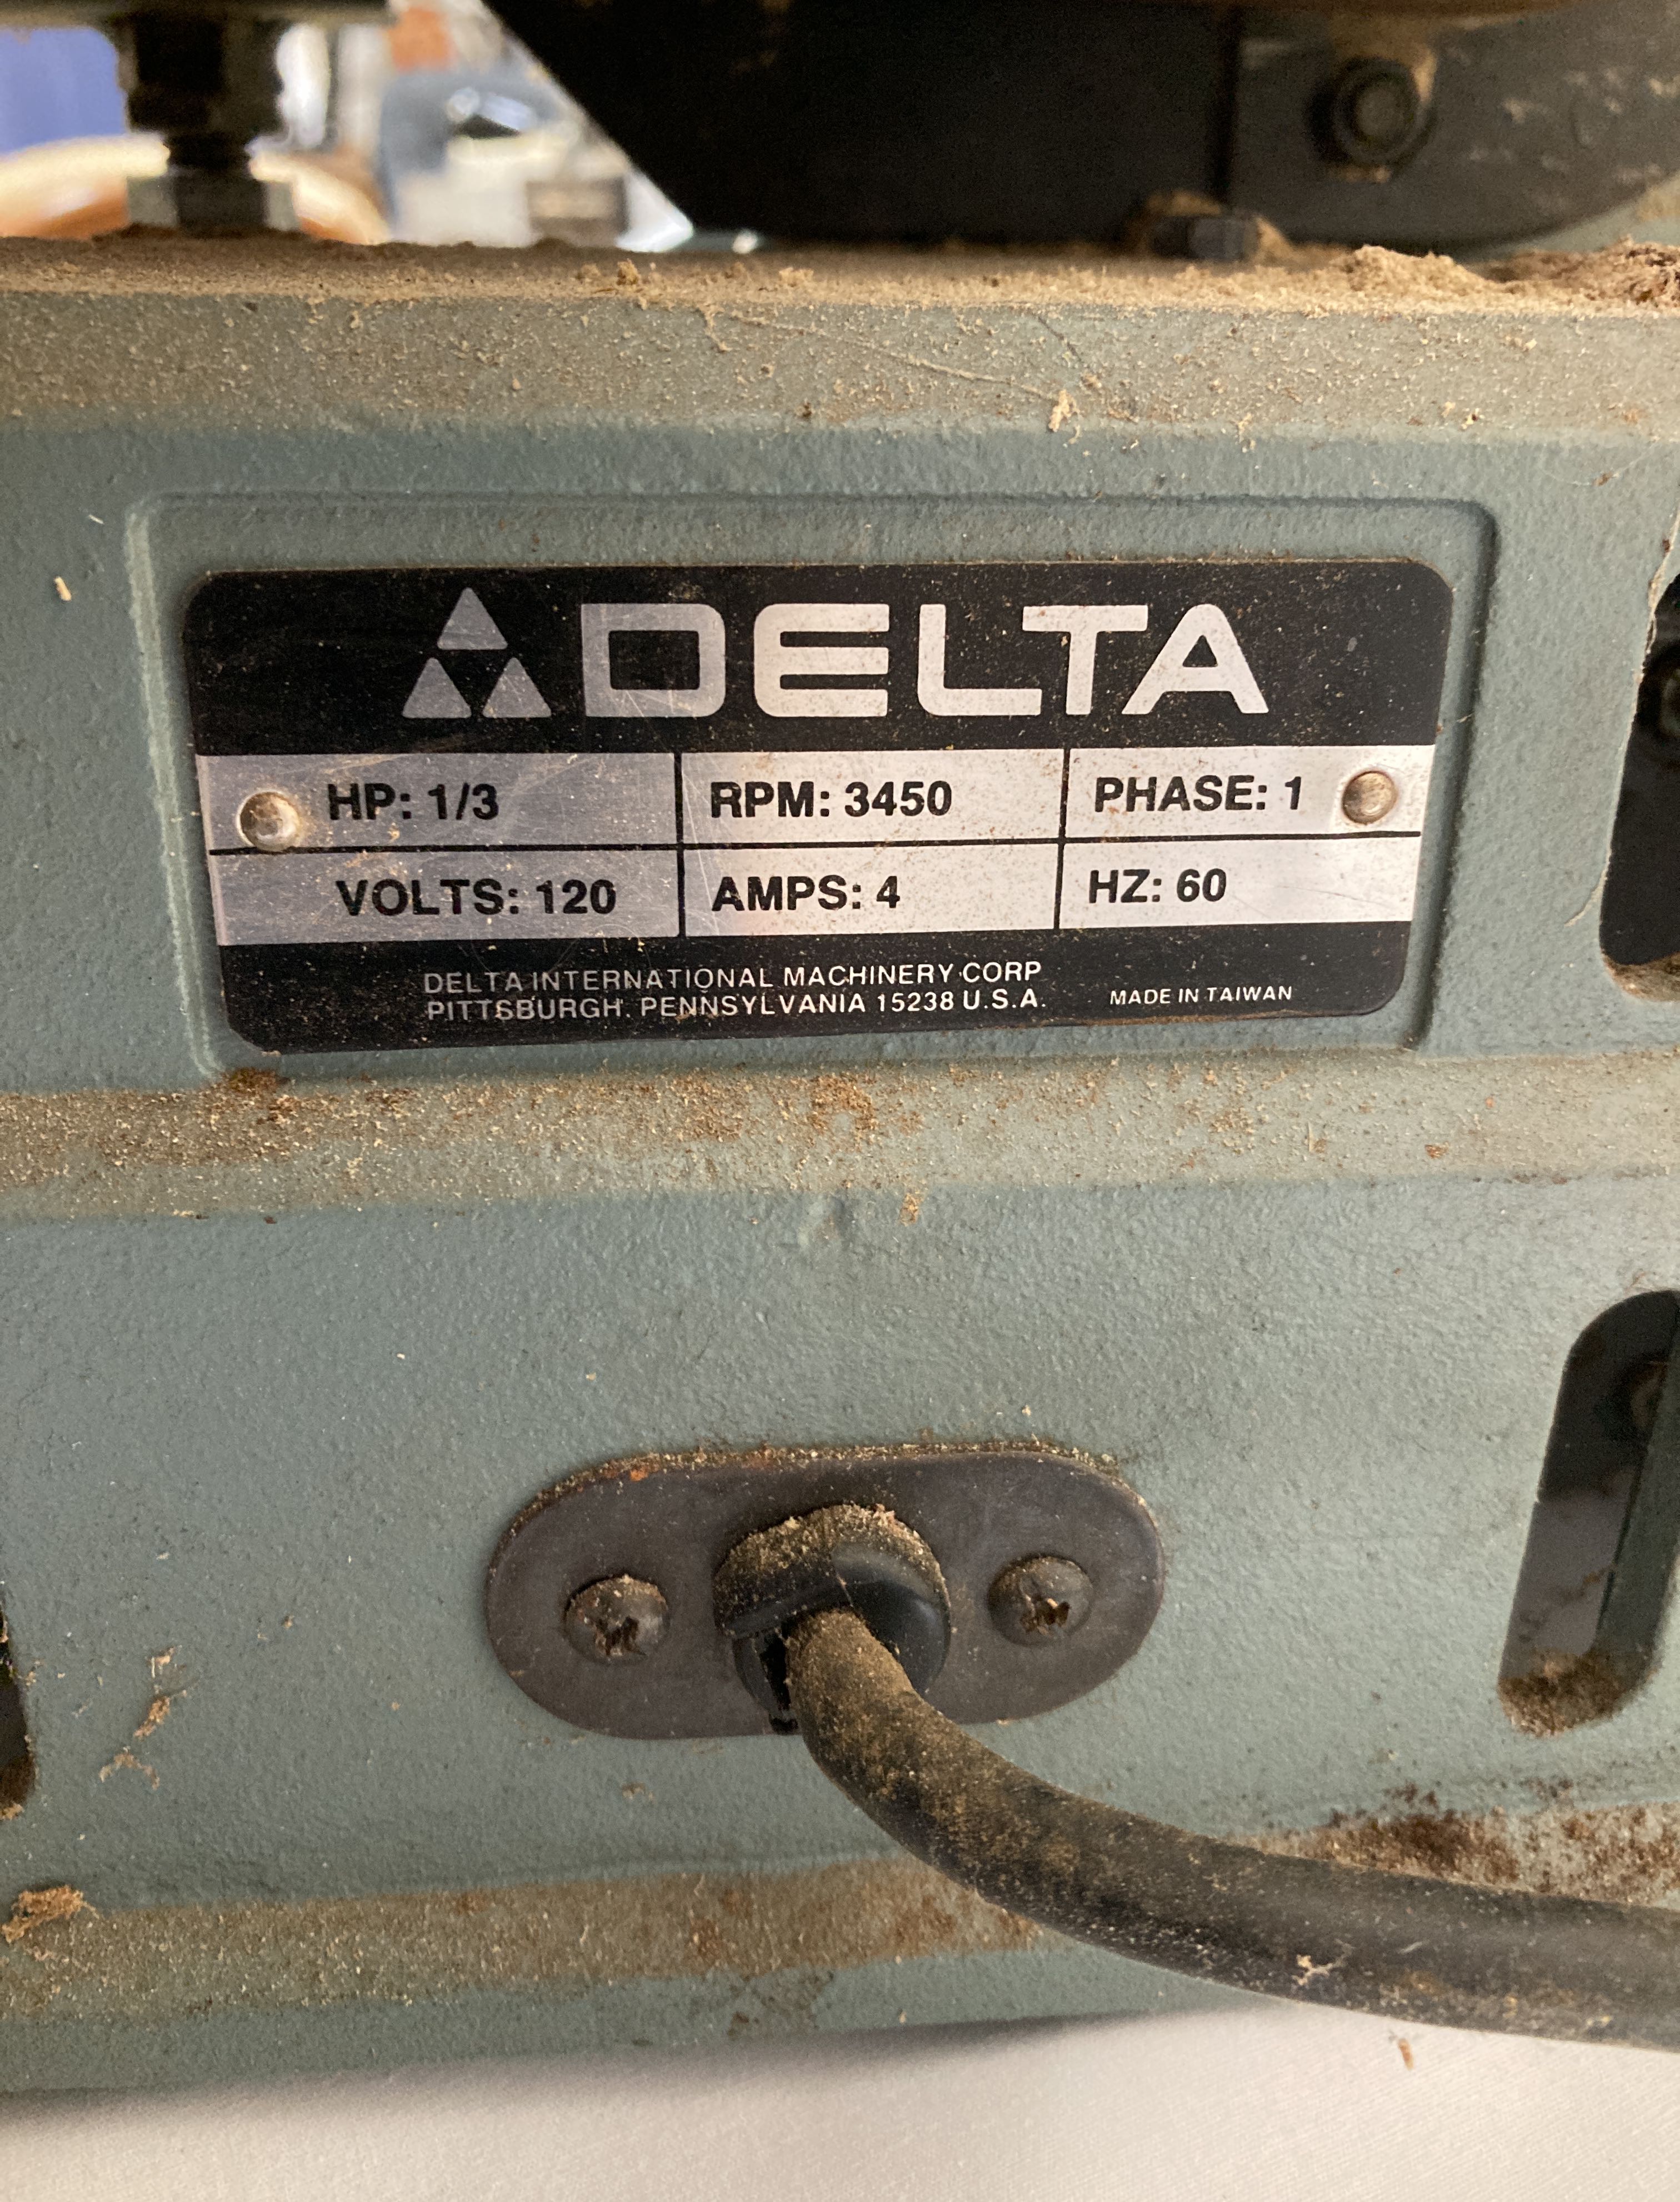 DELTA
HP: 1/3 RPM: 3450 PHASE: 1
VOLTS: 120 AMPS: 4 HZ: 60
DELTA INTERNATIONAL MACHINERY CORP
PITTSBURGH. PENNSYLVANIA 15238 U.S.A. MADE IN TAIWAN